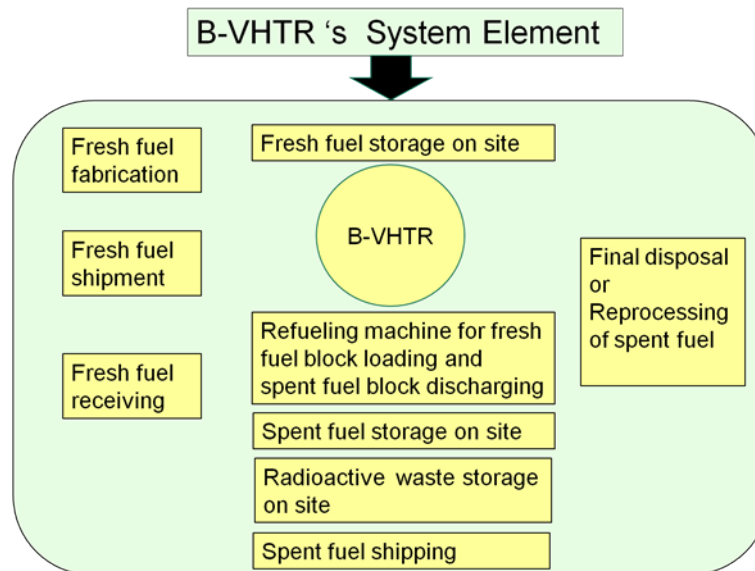 B-VHTR ‘s System Element
Fresh fuel
fabrication
Fresh fuel
shipment
Fresh fuel
receiving
Fresh fuel storage on site
B-VHTR
Refueling machine for fresh
fuel block loading and
spent fuel block discharging
Spent fuel storage on site
Radioactive waste storage
on site
Spent fuel shipping
Final disposal
or
Reprocessing
of spent fuel